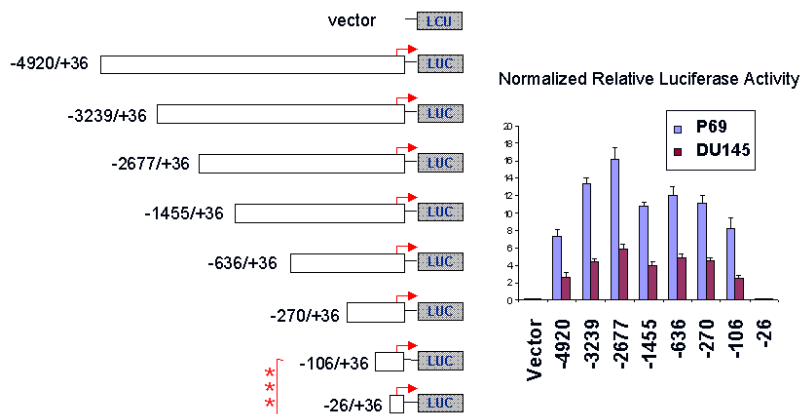 vector LCU
-4920/+36 LUC
-3239/+36 LUC
-2677/+36 LUC
-1455/+36 LUC
-636/+36 LUC
-270/+36 LUC
-106/+36 LUC
-26/+36 LUC
***
Normalized Relative Luciferase Activity
P69
DU145
20
18
16
14
12
10
8
6
4
2
0
Vector
-4920
-3239
-2677
-1455
-636
-270
-106
-26